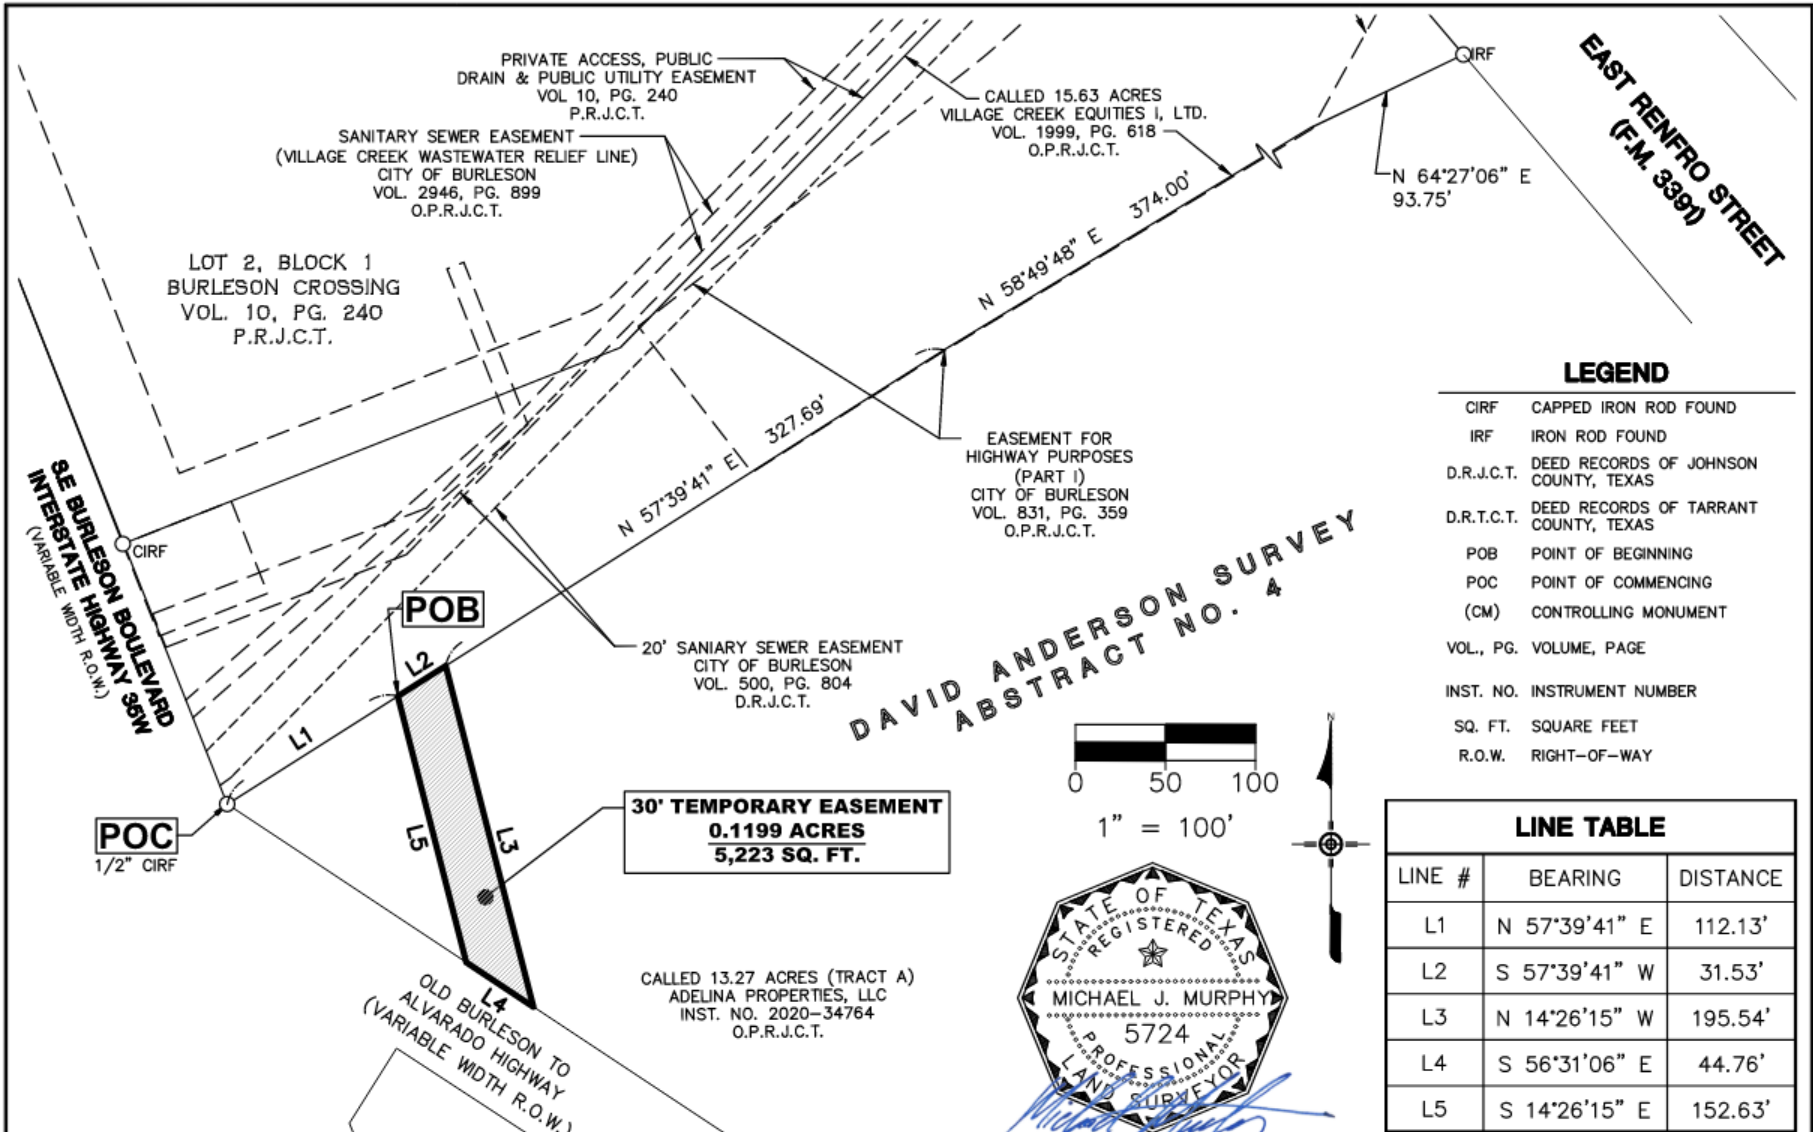 PRIVATE ACCESS, PUBLIC
DRAIN & PUBLIC UTILITY EASEMENT
VOL 10, PG. 240
P.R.J.C.T.
SANITARY SEWER EASEMENT
(VILLAGE CREEK WASTEWATER RELIEF LINE)
CITY OF BURLESON
VOL. 2946, PG. 899
O.P.R.J.C.T.
CALLED 15.63 ACRES
VILLAGE CREEK EQUITIES I, LTD.
VOL. 1999, PG. 618
O.P.R.J.C.T.
IRF
EAST RENFRO STREET
(F.M. 3391)
N 64°27'06" E
93.75'
N 58°49'48" E 374.00'
LOT 2, BLOCK 1
BURLESON CROSSING
VOL. 10, PG. 240
P.R.J.C.T.
N 57°39'41" E 327.69'
EASEMENT FOR
HIGHWAY PURPOSES
(PART I)
CITY OF BURLESON
VOL. 831, PG. 359
O.P.R.J.C.T.
S.E BURLESON BOULEVARD
INTERSTATE HIGHWAY 35W
(VARIABLE WIDTH R.O.W.)
CIRF
POB
L2
L1
20' SANIARY SEWER EASEMENT
CITY OF BURLESON
VOL. 500, PG. 804
D.R.J.C.T.
DAVID ANDERSON SURVEY
ABSTRACT NO. 4
POC
1/2" CIRF
L5
L3
L4
30' TEMPORARY EASEMENT
0.1199 ACRES
5,223 SQ. FT.
OLD BURLESON TO
ALVARADO HIGHWAY
(VARIABLE WIDTH R.O.W.)
CALLED 13.27 ACRES (TRACT A)
ADELINA PROPERTIES, LLC
INST. NO. 2020-34764
O.P.R.J.C.T.
0 50 100
1" = 100'
N
STATE OF TEXAS
REGISTERED
MICHAEL J. MURPHY
5724
PROFESSIONAL
LAND SURVEYOR
LEGEND
CIRF CAPPED IRON ROD FOUND
IRF IRON ROD FOUND
D.R.J.C.T. DEED RECORDS OF JOHNSON
COUNTY, TEXAS
D.R.T.C.T. DEED RECORDS OF TARRANT
COUNTY, TEXAS
POB POINT OF BEGINNING
POC POINT OF COMMENCING
(CM) CONTROLLING MONUMENT
VOL., PG. VOLUME, PAGE
INST. NO. INSTRUMENT NUMBER
SQ. FT. SQUARE FEET
R.O.W. RIGHT-OF-WAY
LINE TABLE
LINE # BEARING DISTANCE
L1 N 57°39'41" E 112.13'
L2 S 57°39'41" W 31.53'
L3 N 14°26'15" W 195.54'
L4 S 56°31'06" E 44.76'
L5 S 14°26'15" E 152.63'